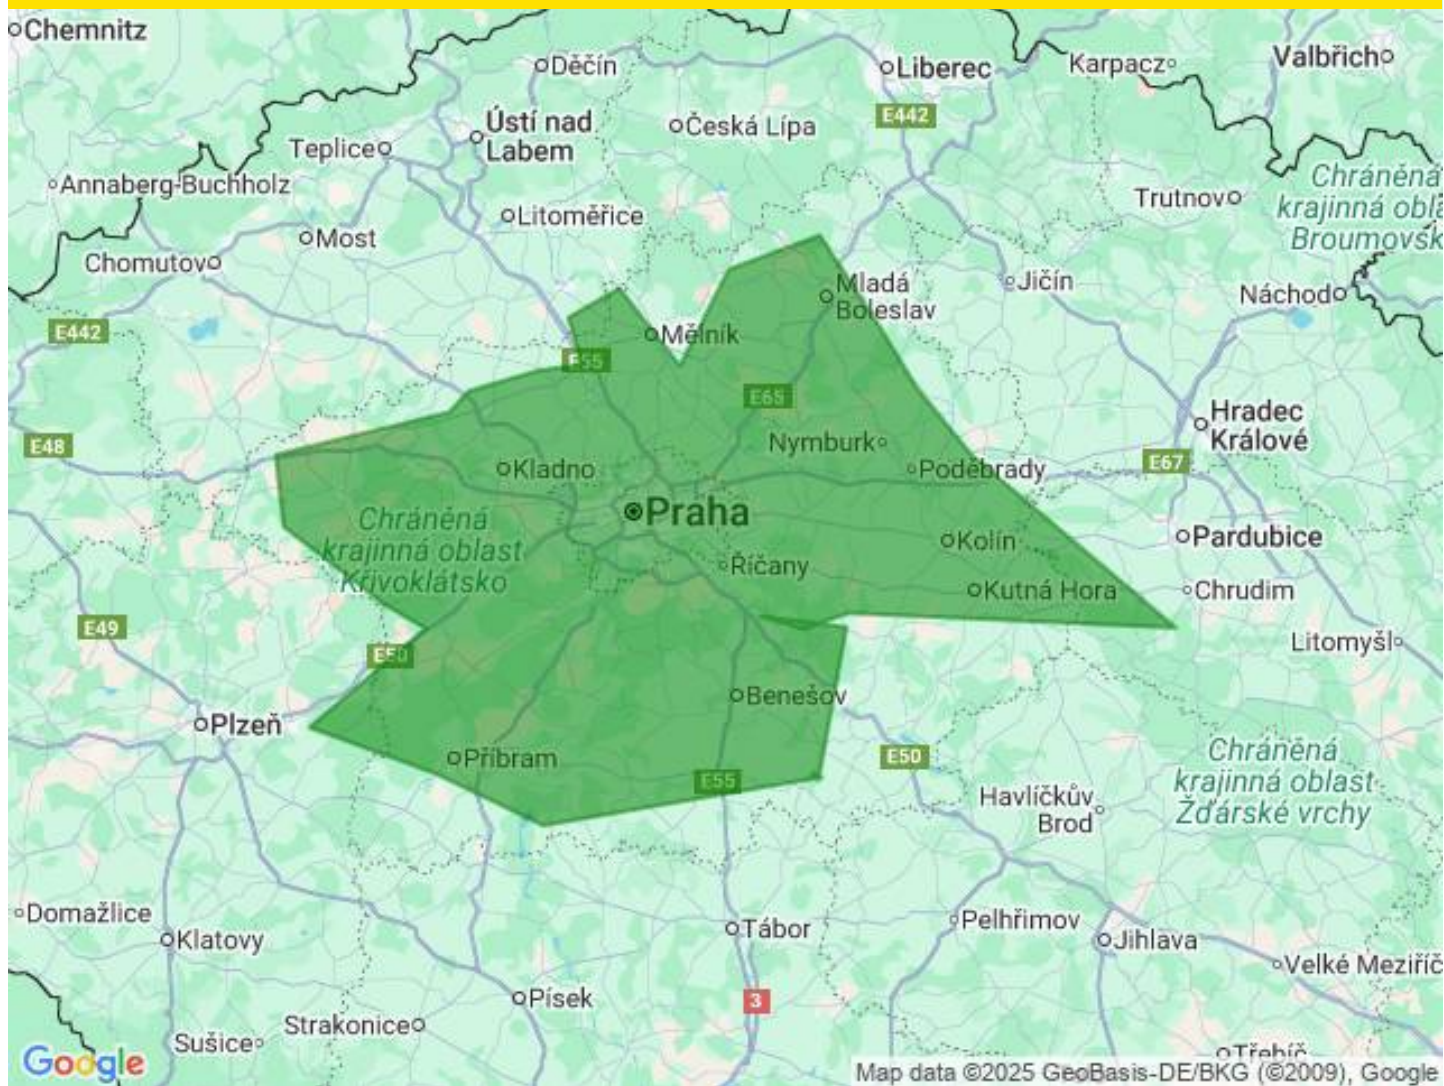 Chemnitz
Děčín
Liberec
Karpacz
Valbřich
E442
Ústí nad
Labem
Česká Lípa
Teplice
Annaberg-Buchholz
Chráněná
krajinná obla
Broumovsk
Trutnov
Litoměřice
Most
Chomutov
Jičín
Mladá
Boleslav
Náchod
E442
Mělník
E55
E65
Hradec
Králové
E48
Nymburk
Poděbrady
E67
Kladno
Praha
Chráněná
krajinná oblast
Křivoklátsko
Kolín
Pardubice
Říčany
Kutná Hora
Chrudim
E49
Litomyšl
E50
Benešov
Plzeň
Příbram
E55
E50
Chráněná
krajinná oblast
Žďárské vrchy
Havlíčkův
Brod
Domažlice
Klatovy
Tábor
Pelhřimov
Jihlava
Velké Meziříč
Písek
3
Strakonice
Sušice
Třebíč
Google
Map data ©2025 GeoBasis-DE/BKG (©2009), Google